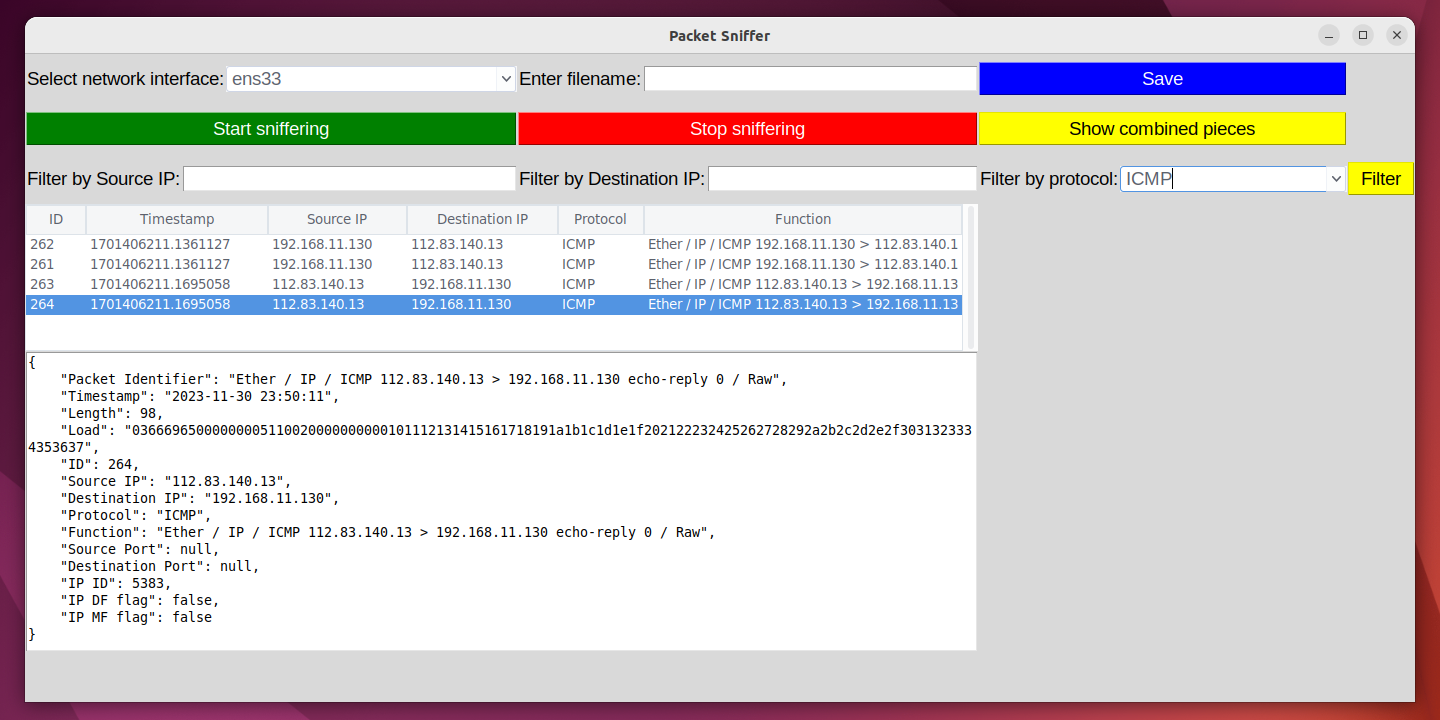 Packet Sniffer
Select network interface: ens33 Enter filename: Save
Start sniffering Stop sniffering Show combined pieces
Filter by Source IP: Filter by Destination IP: Filter by protocol: ICMP Filter
ID Timestamp Source IP Destination IP Protocol Function
262 1701406211.1361127 192.168.11.130 112.83.140.13 ICMP Ether / IP / ICMP 192.168.11.130 > 112.83.140.1
261 1701406211.1361127 192.168.11.130 112.83.140.13 ICMP Ether / IP / ICMP 192.168.11.130 > 112.83.140.1
263 1701406211.1695058 112.83.140.13 192.168.11.130 ICMP Ether / IP / ICMP 112.83.140.13 > 192.168.11.13
264 1701406211.1695058 112.83.140.13 192.168.11.130 ICMP Ether / IP / ICMP 112.83.140.13 > 192.168.11.13
{
"Packet Identifier": "Ether / IP / ICMP 112.83.140.13 > 192.168.11.130 echo-reply 0 / Raw",
"Timestamp": "2023-11-30 23:50:11",
"Length": 98,
"Load": "03666965000000005110020000000000101112131415161718191a1b1c1d1e1f202122232425262728292a2b2c2d2e2f303132333
4353637",
"ID": 264,
"Source IP": "112.83.140.13",
"Destination IP": "192.168.11.130",
"Protocol": "ICMP",
"Function": "Ether / IP / ICMP 112.83.140.13 > 192.168.11.130 echo-reply 0 / Raw",
"Source Port": null,
"Destination Port": null,
"IP ID": 5383,
"IP DF flag": false,
"IP MF flag": false
}